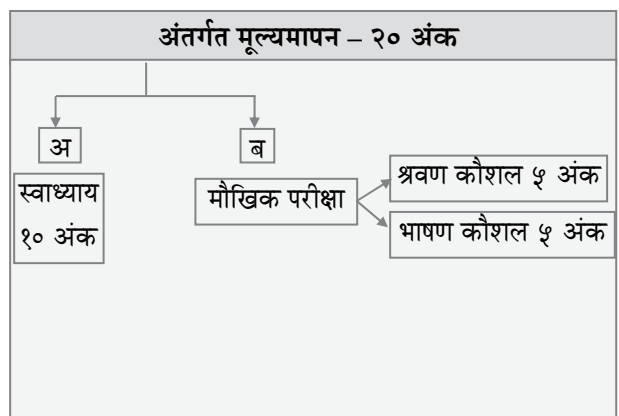 अंतर्गत मूल्यमापन – २० अंक
अ
ब
स्वाध्याय
१० अंक
मौखिक परीक्षा
श्रवण कौशल ५ अंक
भाषण कौशल ५ अंक